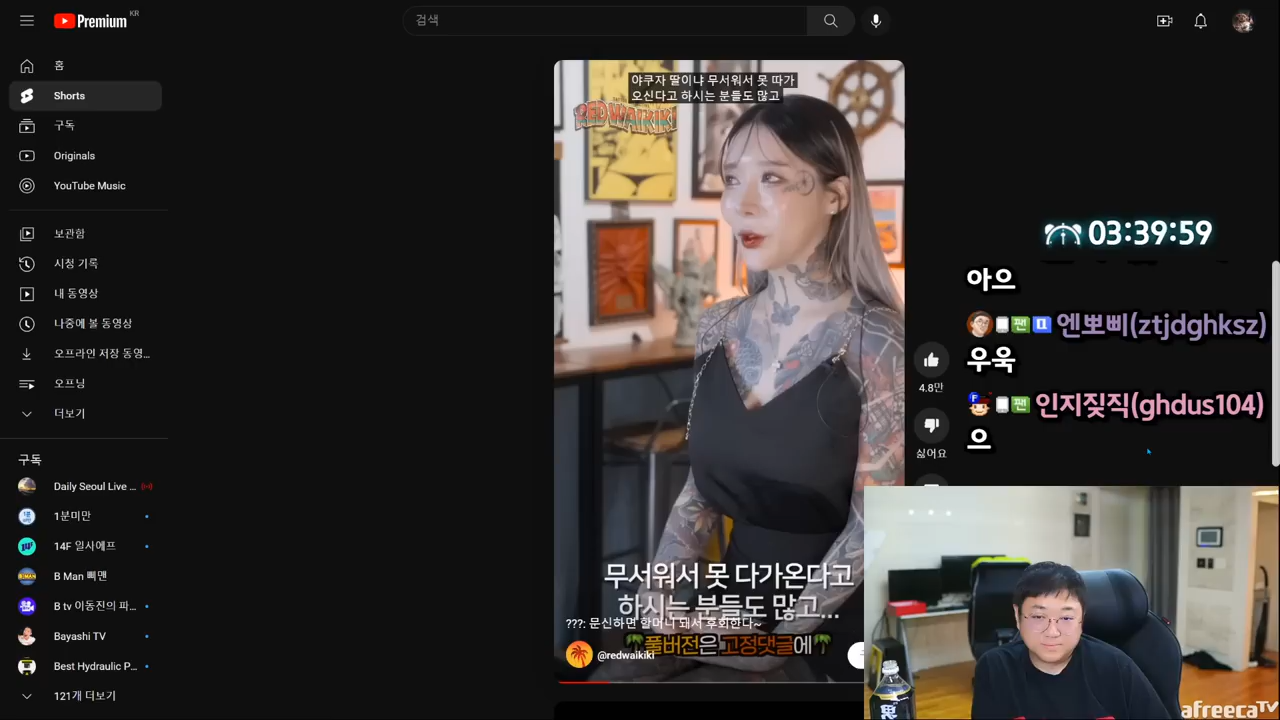 Premium
KR
검색
홈
Shorts
구독
Originals
YouTube Music
보관함
시청 기록
내 동영상
나중에 볼 동영상
오프라인 저장 동영...
오프닝
더보기
구독
Daily Seoul Live ...
1분미만
14F 일사에프
B Man 삐맨
B tv 이동진의 파...
Bayashi TV
Best Hydraulic P...
121개 더보기
야쿠자 딸이냐 무서워서 못 따가
오신다고 하시는 분들도 많고
REDWAIKIKI
무서워서 못 다가온다고
하시는 분들도 많고...
???: 문신하면 할머니 돼서 후회한다~
풀버전은 고정댓글에
@redwaikiki
4.8만
싫어요
03:39:59
아으
팬
엔뽀삐(ztjdghksz)
우욱
팬
인지짖직(ghdus104)
으
afreecaTV